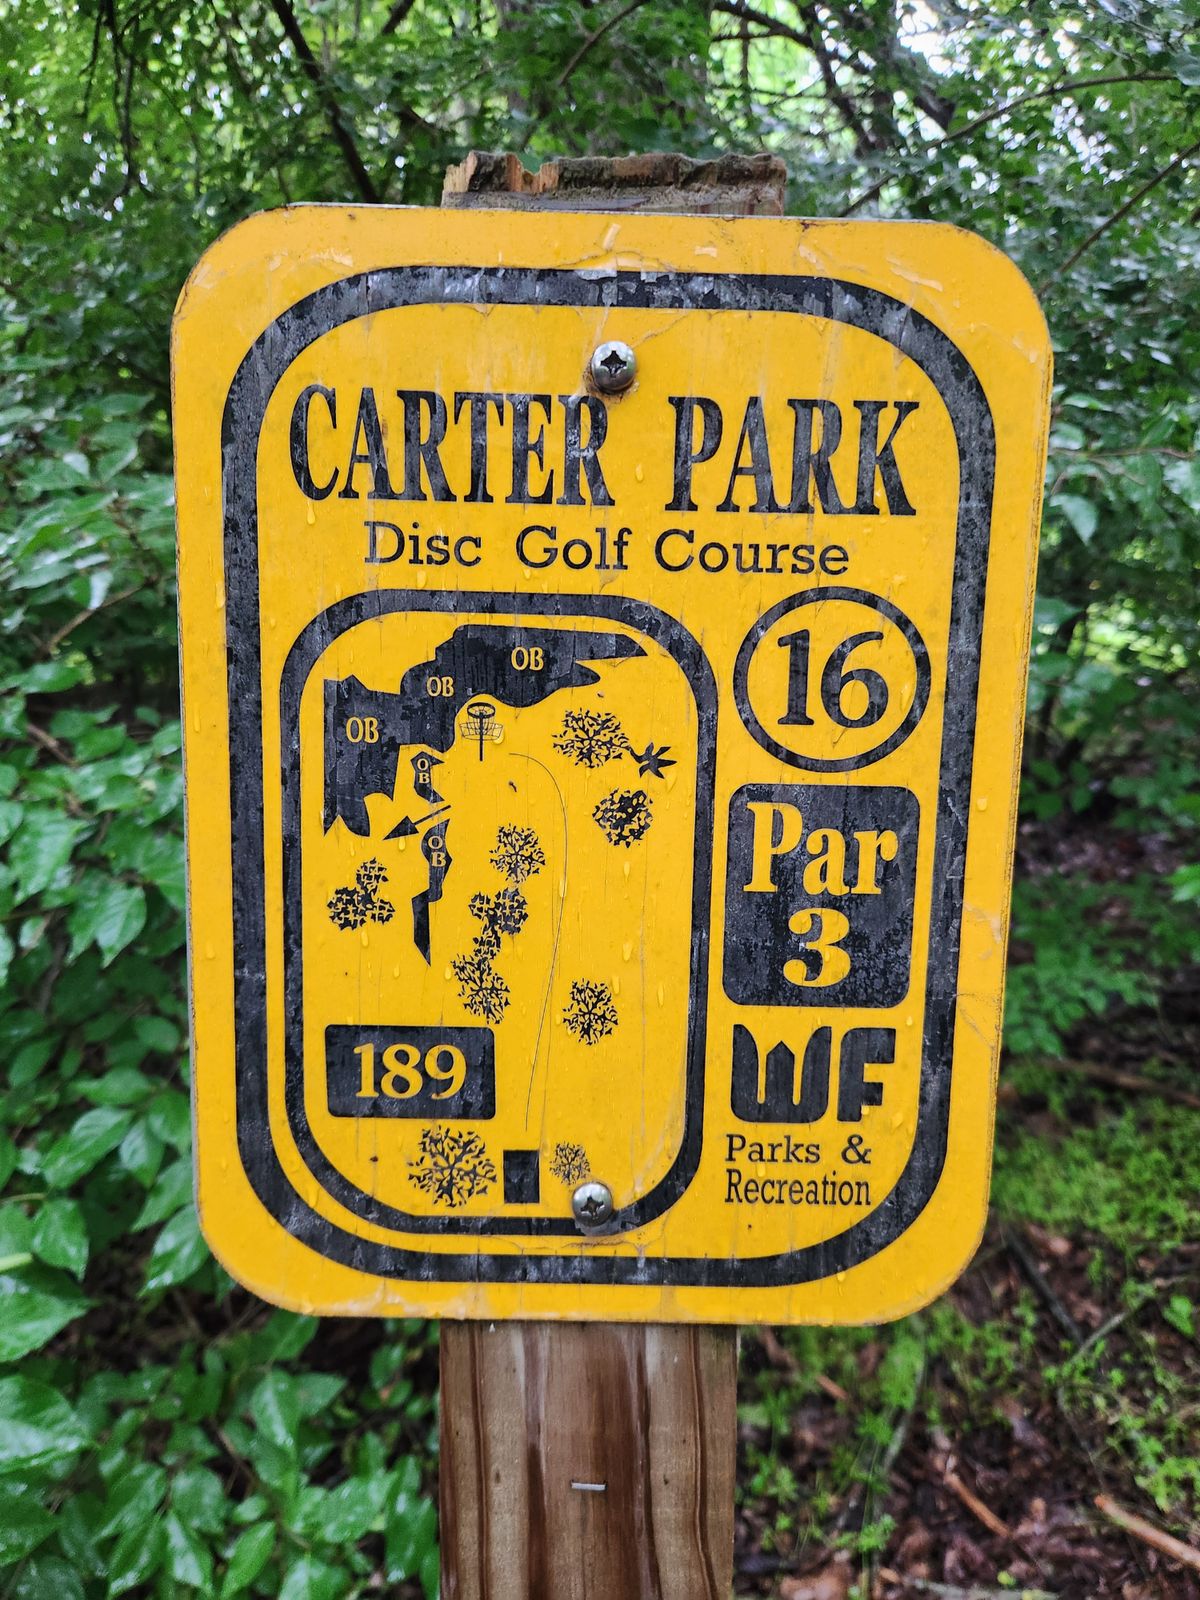 CARTER PARK
Disc Golf Course
16
OB
OB
OB
OB
OB
Par
3
189
WF
Parks &
Recreation